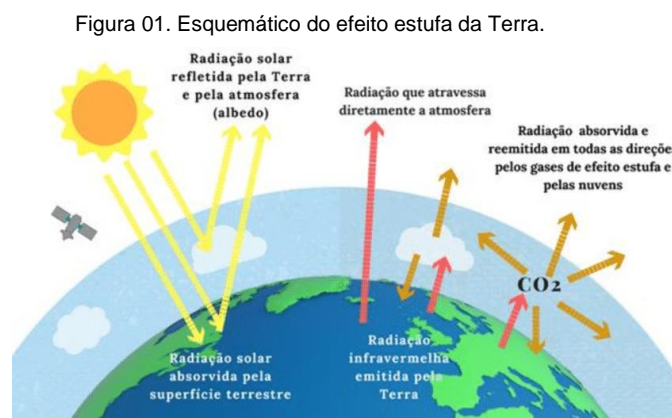 Figura 01. Esquemático do efeito estufa da Terra.
Radiação solar
refletida pela Terra
e pela atmosfera
(albedo)
Radiação que atravessa
diretamente a atmosfera
Radiação absorvida e
reemitida em todas as direçõe
pelos gases de efeito estufa e
pelas nuvens
CO2
Radiação solar
absorvida pela
superfície terrestre
Radiação
infravermelha
emitida pela
Terra